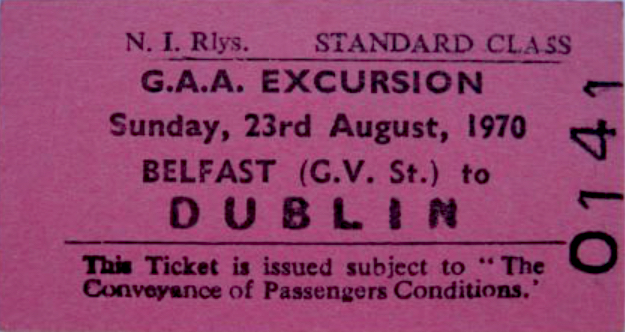 N. I. Rlys. STANDARD CLASS
G.A.A. EXCURSION
Sunday, 23rd August, 1970
BELFAST (G.V. St.) to
DUBLIN
This Ticket is issued subject to "The
Conveyance of Passengers Conditions.'
0141